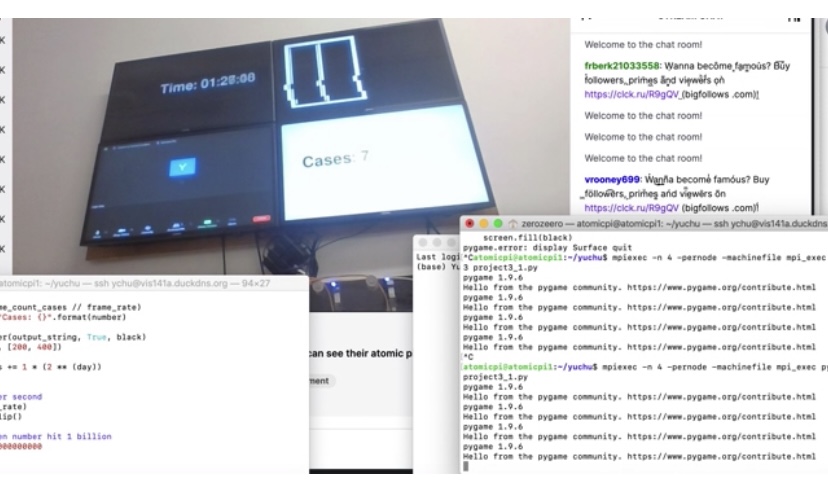 K
K
K
K
K
K
K
K
K
Time: 01:28:08
Y
Cases: 7
Welcome to the chat room!
frberk21033558: Wanna become famous? Buy
followers, primes and viewers on
https://clck.ru/R9gQV (bigfollows .com)!
Welcome to the chat room!
Welcome to the chat room!
Welcome to the chat room!
vrooney699: Wanna become famous? Buy
followers, primes and viewers on
https://clck.ru/R9gQV (bigfollows .com)!
atomicpi1: ~/yuchu — ssh ychu@vis141a.duckdns.org — 94×27
me_count_cases // frame_rate)
"Cases: {}".format(number)
er(output_string, True, black)
, [200, 400])
s += 1 * (2 ** (day))
er second
_rate)
lip()
en number hit 1 billion
000000000
Last logi
(base) Yu
can see their atomic p
ment
zerozeero — atomicpi@atomicpi1: ~/yuchu — ssh ychu@vis141a.duckdns
screen.fill(black)
pygame.error: display Surface quit
^Catomicpi@atomicpi1:~/yuchu$ mpiexec -n 4 -pernode -machinefile mpi_exec
3 project3_1.py
pygame 1.9.6
Hello from the pygame community. https://www.pygame.org/contribute.html
pygame 1.9.6
Hello from the pygame community. https://www.pygame.org/contribute.html
pygame 1.9.6
Hello from the pygame community. https://www.pygame.org/contribute.html
pygame 1.9.6
Hello from the pygame community. https://www.pygame.org/contribute.html
^C
atomicpi@atomicpi1:~/yuchu$ mpiexec -n 4 -pernode -machinefile mpi_exec py
project3_1.py
pygame 1.9.6
Hello from the pygame community. https://www.pygame.org/contribute.html
pygame 1.9.6
Hello from the pygame community. https://www.pygame.org/contribute.html
pygame 1.9.6
Hello from the pygame community. https://www.pygame.org/contribute.html
pygame 1.9.6
Hello from the pygame community. https://www.pygame.org/contribute.html